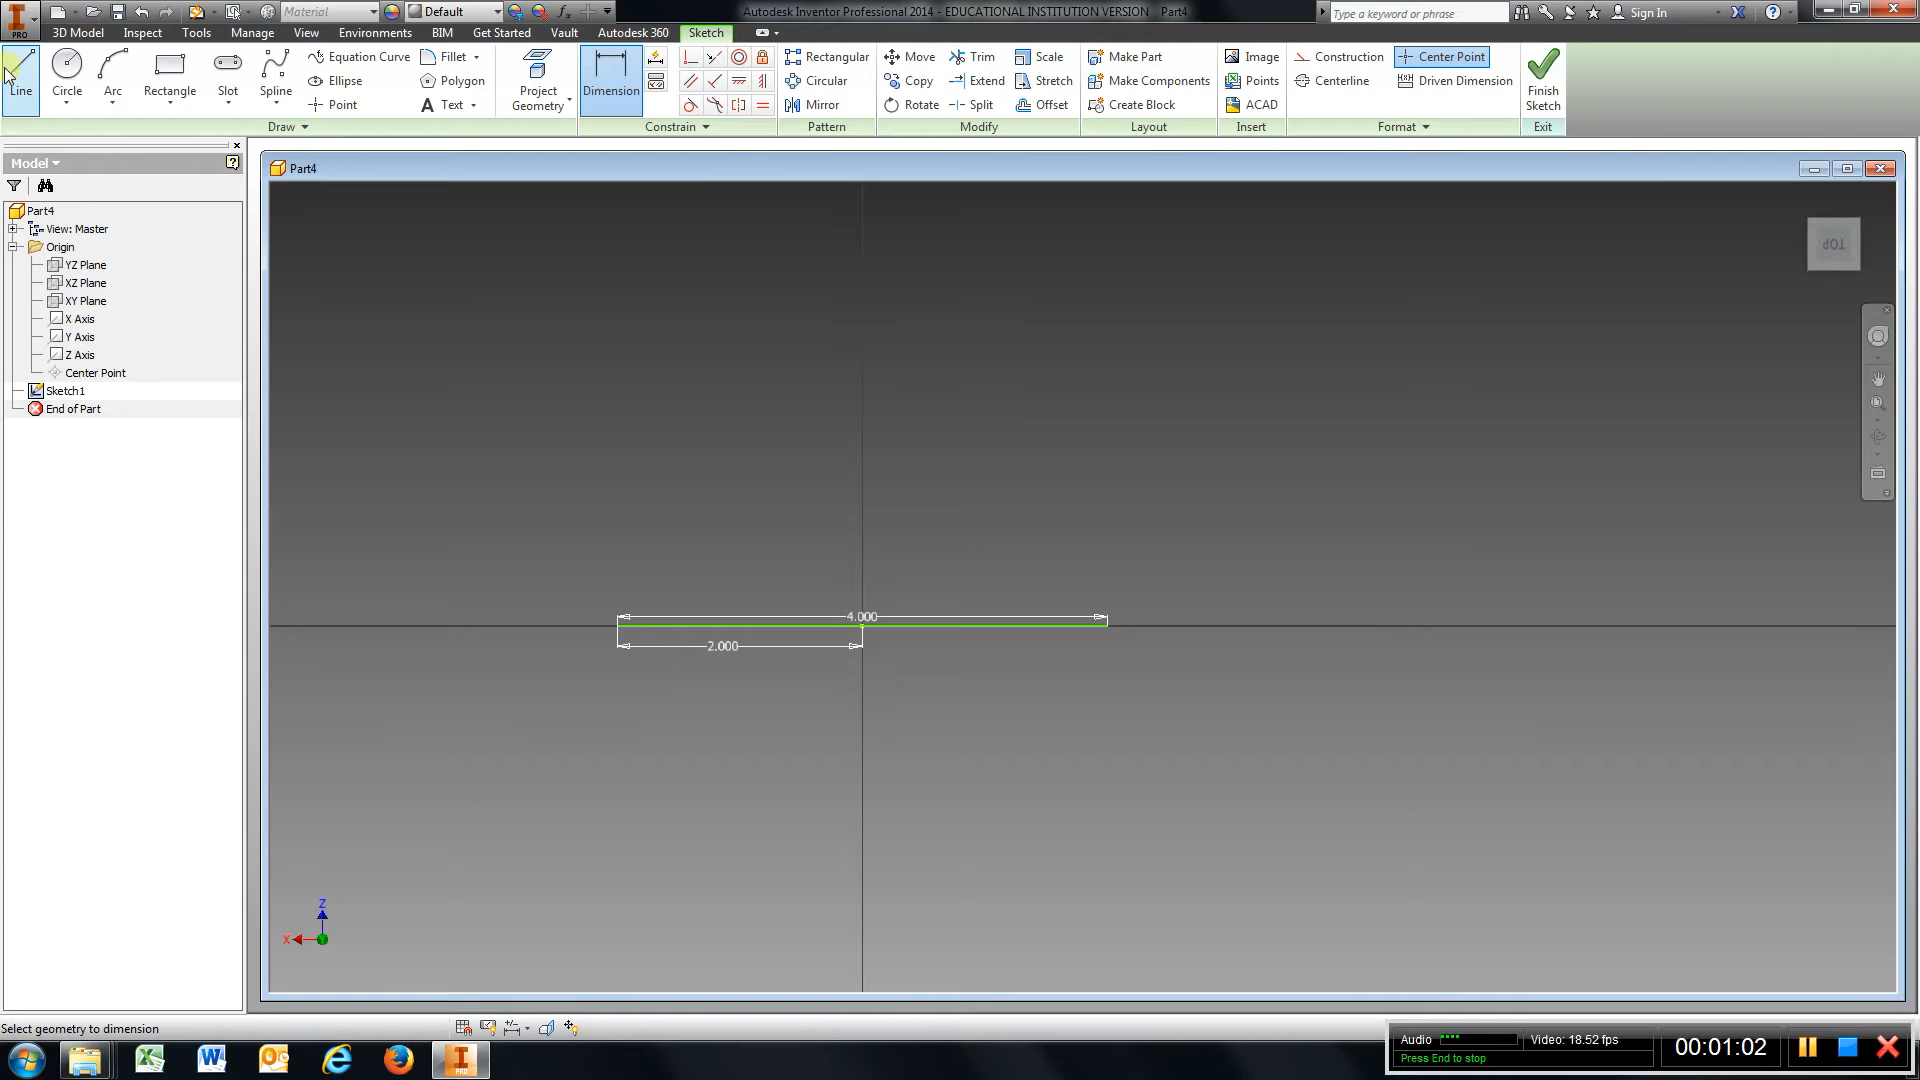 Material
Default
Autodesk Inventor Professional 2014 - EDUCATIONAL INSTITUTION VERSION Part4
Type a keyword or phrase
Sign In
PRO
3D Model
Inspect
Tools
Manage
View
Environments
BIM
Get Started
Vault
Autodesk 360
Sketch
Line
Circle
Arc
Rectangle
Slot
Spline
Equation Curve
Ellipse
Point
Fillet
Polygon
Text
Project Geometry
Dimension
Rectangular
Circular
Mirror
Move
Copy
Rotate
Trim
Extend
Split
Scale
Stretch
Offset
Make Part
Make Components
Create Block
Image
Points
ACAD
Construction
Centerline
Center Point
Driven Dimension
Finish Sketch
Draw
Constrain
Pattern
Modify
Layout
Insert
Format
Exit
Model
Part4
View: Master
Origin
YZ Plane
XZ Plane
XY Plane
X Axis
Y Axis
Z Axis
Center Point
Sketch1
End of Part
Part4
TOP
4.000
2.000
Z
X
Select geometry to dimension
Audio
Video: 18.52 fps
Press End to stop
00:01:02
PRO